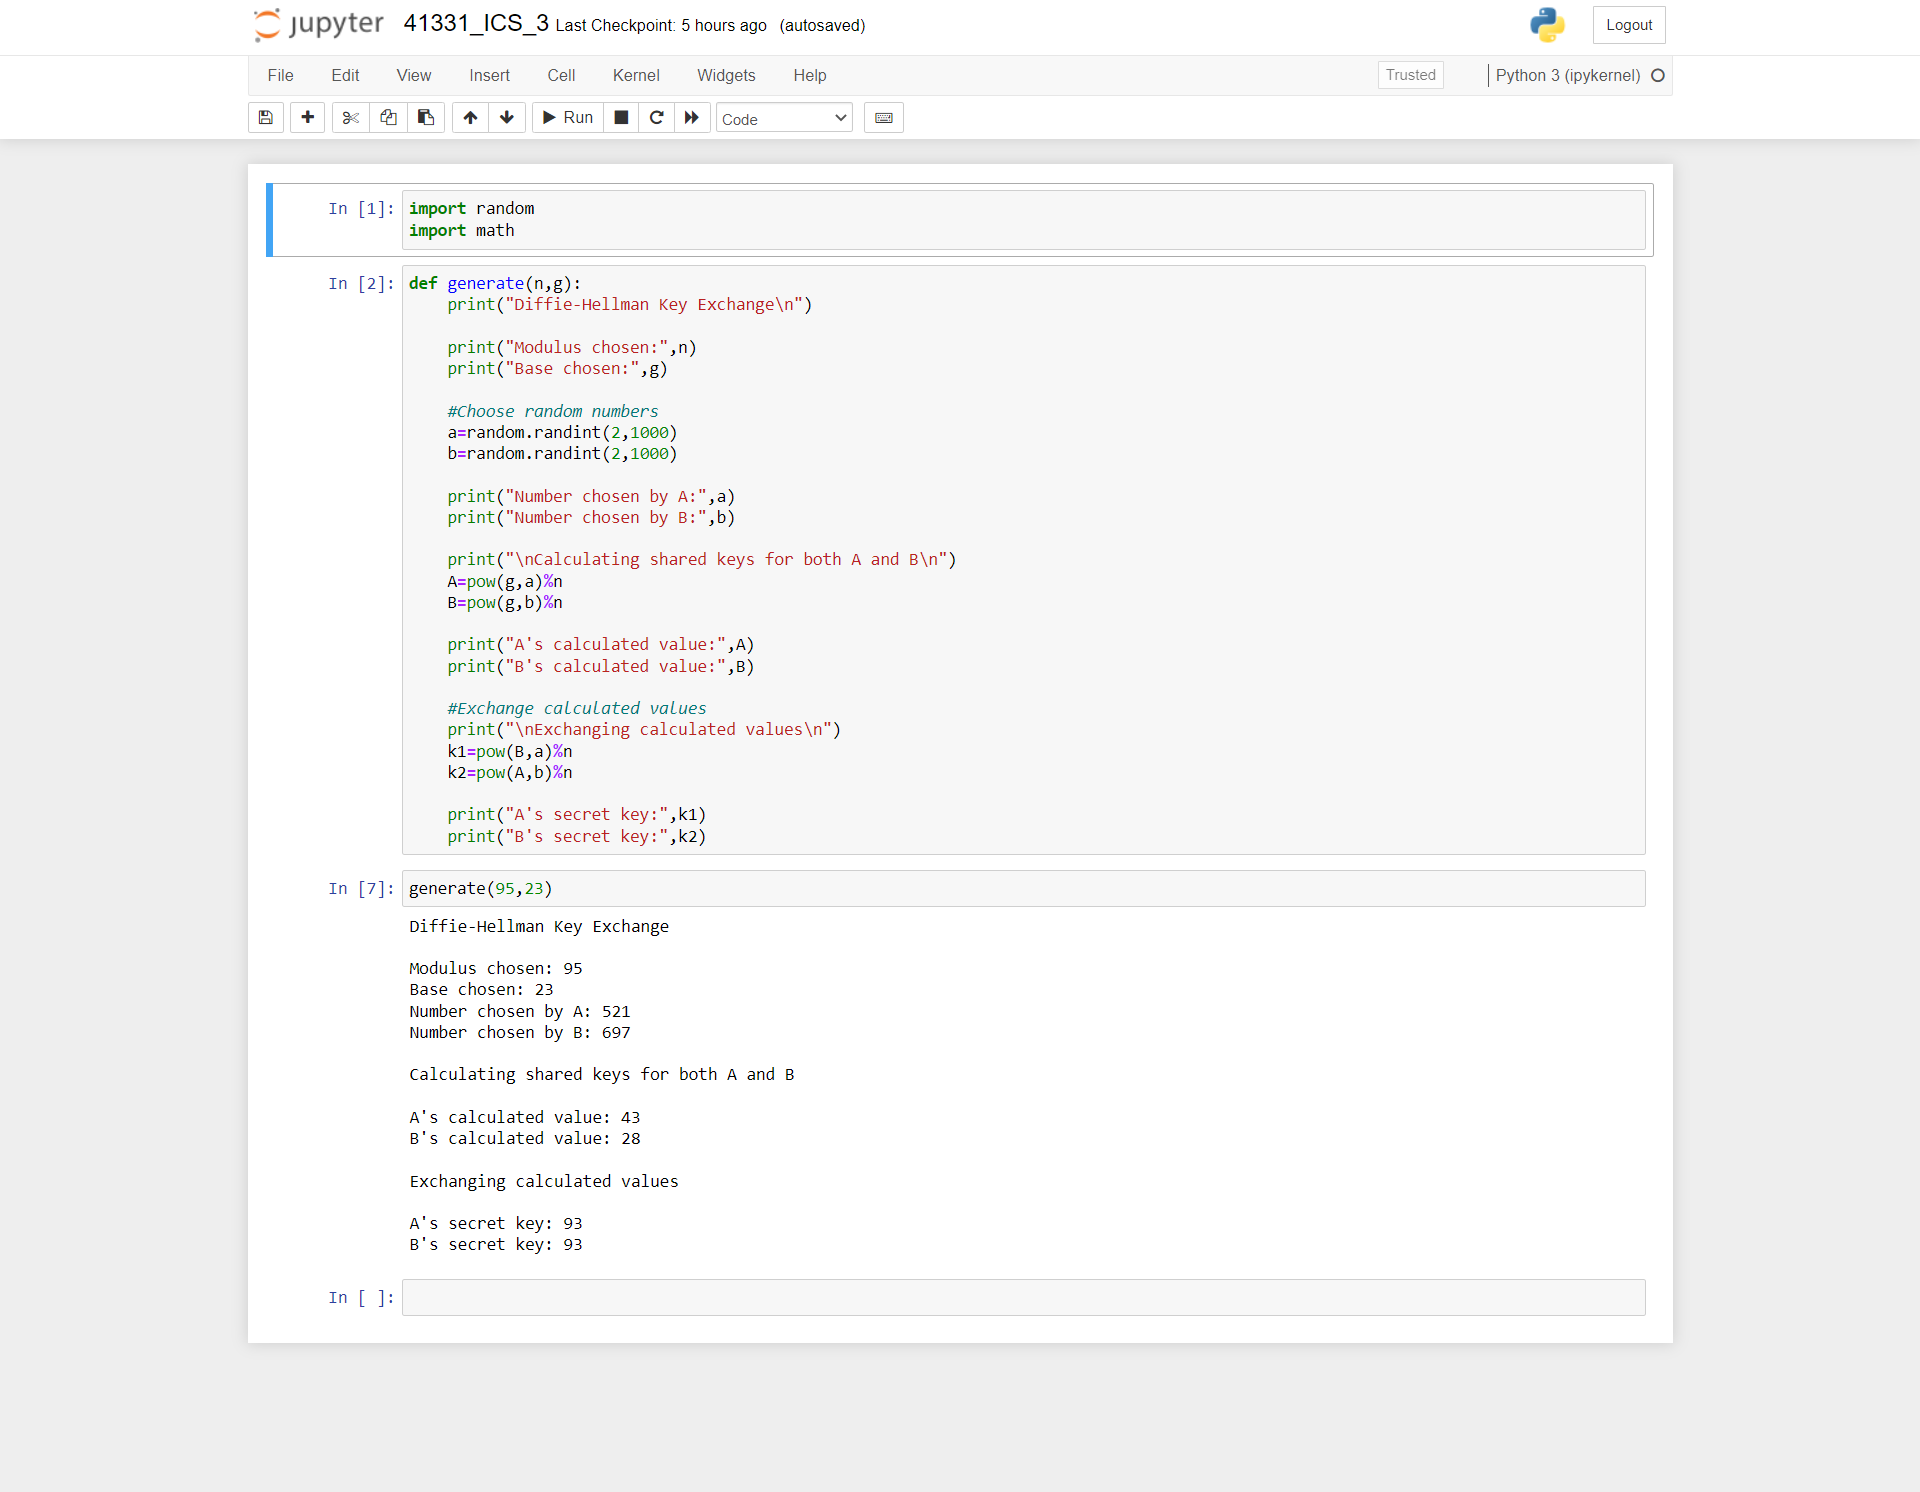 jupyter 41331_ICS_3 Last Checkpoint: 5 hours ago (autosaved)
Logout
File Edit View Insert Cell Kernel Widgets Help
Trusted
Python 3 (ipykernel)
Run
Code
In [1]: import random
import math
In [2]: def generate(n,g):
    print("Diffie-Hellman Key Exchange\n")
    print("Modulus chosen:",n)
    print("Base chosen:",g)
    #Choose random numbers
    a=random.randint(2,1000)
    b=random.randint(2,1000)
    print("Number chosen by A:",a)
    print("Number chosen by B:",b)
    print("\nCalculating shared keys for both A and B\n")
    A=pow(g,a)%n
    B=pow(g,b)%n
    print("A's calculated value:",A)
    print("B's calculated value:",B)
    #Exchange calculated values
    print("\nExchanging calculated values\n")
    k1=pow(B,a)%n
    k2=pow(A,b)%n
    print("A's secret key:",k1)
    print("B's secret key:",k2)
In [7]: generate(95,23)
Diffie-Hellman Key Exchange
Modulus chosen: 95
Base chosen: 23
Number chosen by A: 521
Number chosen by B: 697
Calculating shared keys for both A and B
A's calculated value: 43
B's calculated value: 28
Exchanging calculated values
A's secret key: 93
B's secret key: 93
In [ ]: